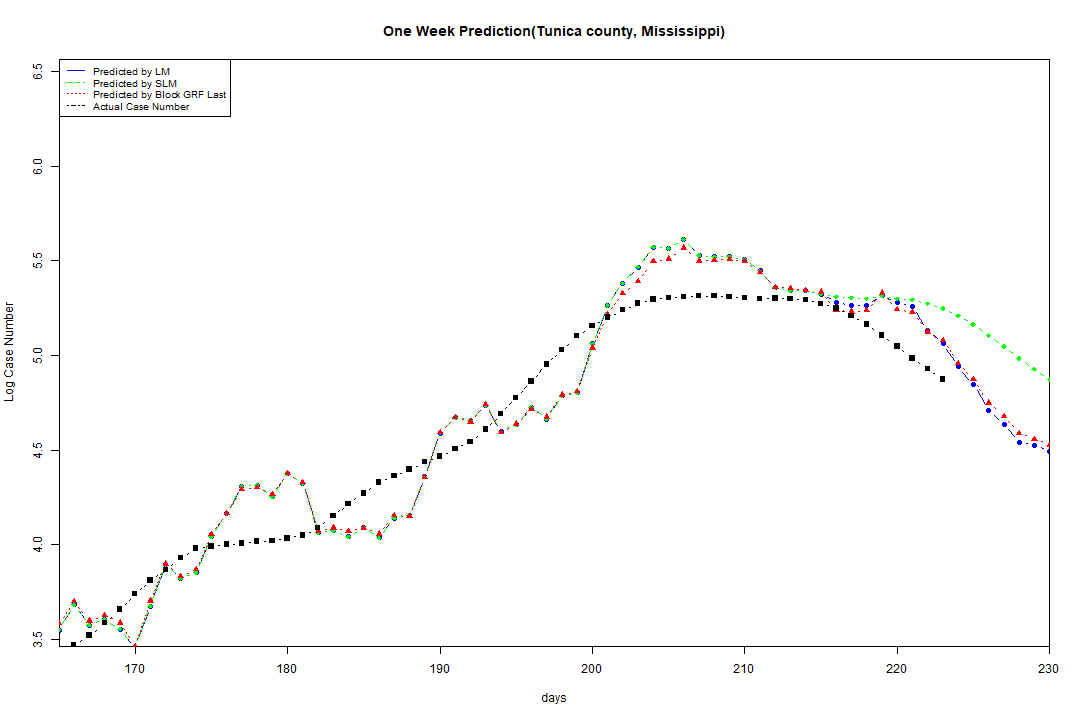 One Week Prediction(Tunica county, Mississippi)
Predicted by LM
Predicted by SLM
Predicted by Block GRF Last
Actual Case Number
6.5
6.0
5.5
5.0
4.5
4.0
3.5
Log Case Number
170 180 190 200 210 220 230
days